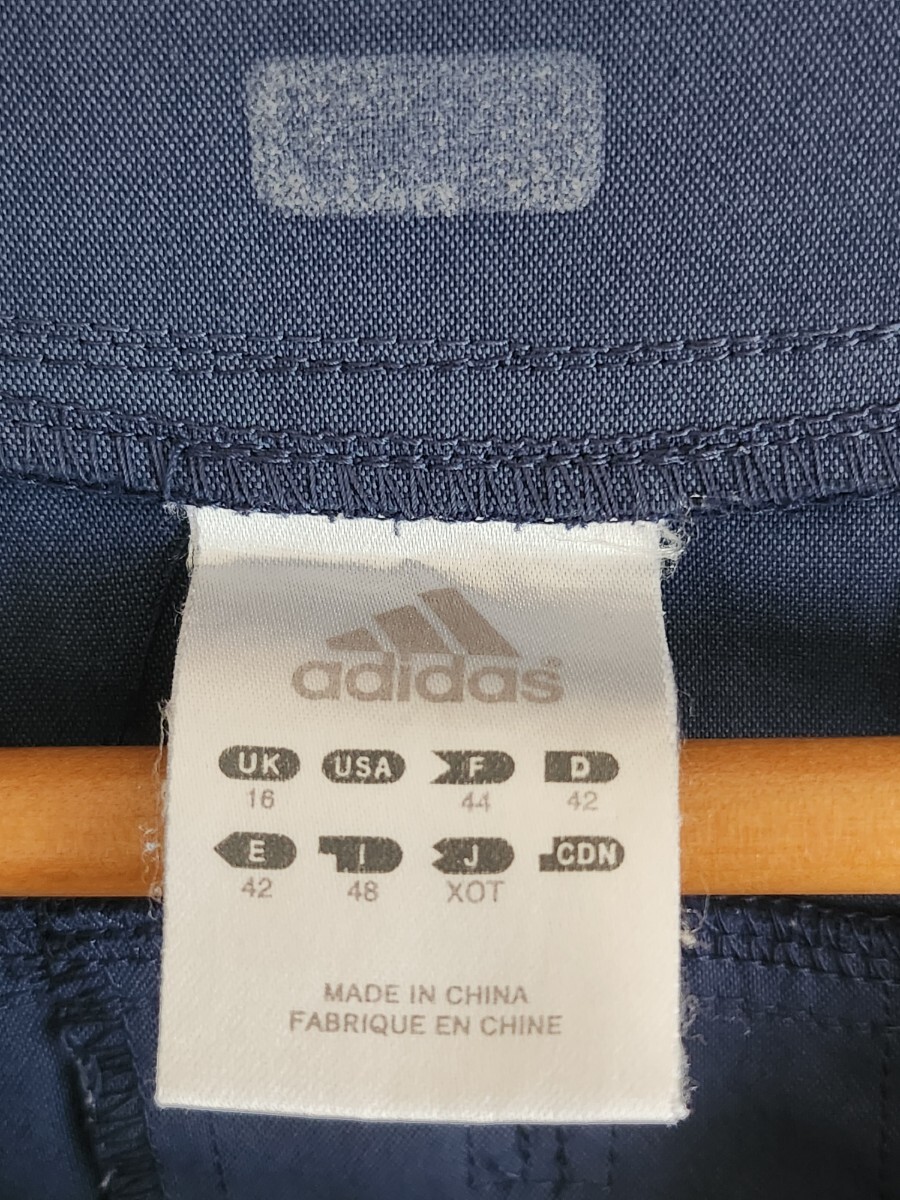 adidas®
UK USA F D
16 44 42
E I J CDN
42 48 XOT
MADE IN CHINA
FABRIQUE EN CHINE